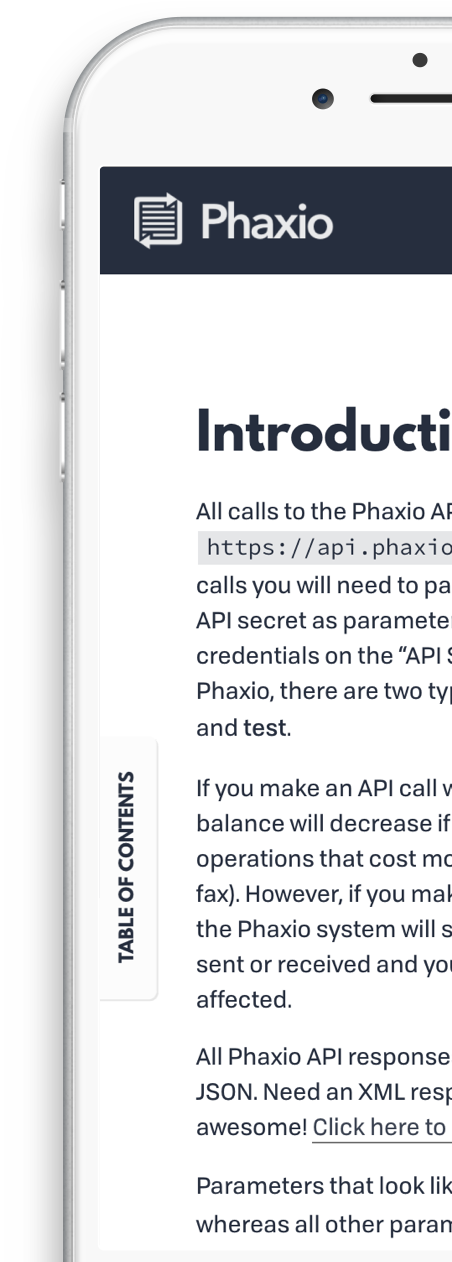 Phaxio
Introducti
All calls to the Phaxio AP
https://api.phaxio
calls you will need to pa
API secret as parameter
credentials on the “API S
Phaxio, there are two typ
and test.
TABLE OF CONTENTS
If you make an API call w
balance will decrease if
operations that cost mo
fax). However, if you mak
the Phaxio system will s
sent or received and you
affected.
All Phaxio API response
JSON. Need an XML resp
awesome! Click here to
Parameters that look lik
whereas all other param